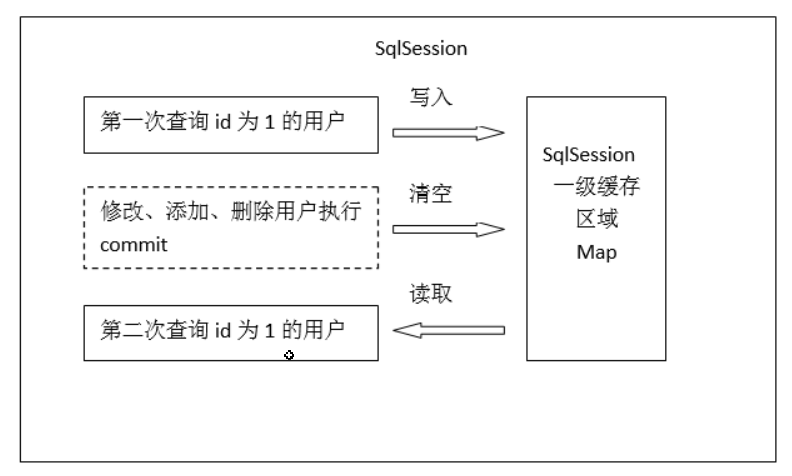 SqlSession
写入
第一次查询 id 为 1 的用户
清空
修改、添加、删除用户执行
commit
读取
第二次查询 id 为 1 的用户
SqlSession
一级缓存
区域
Map